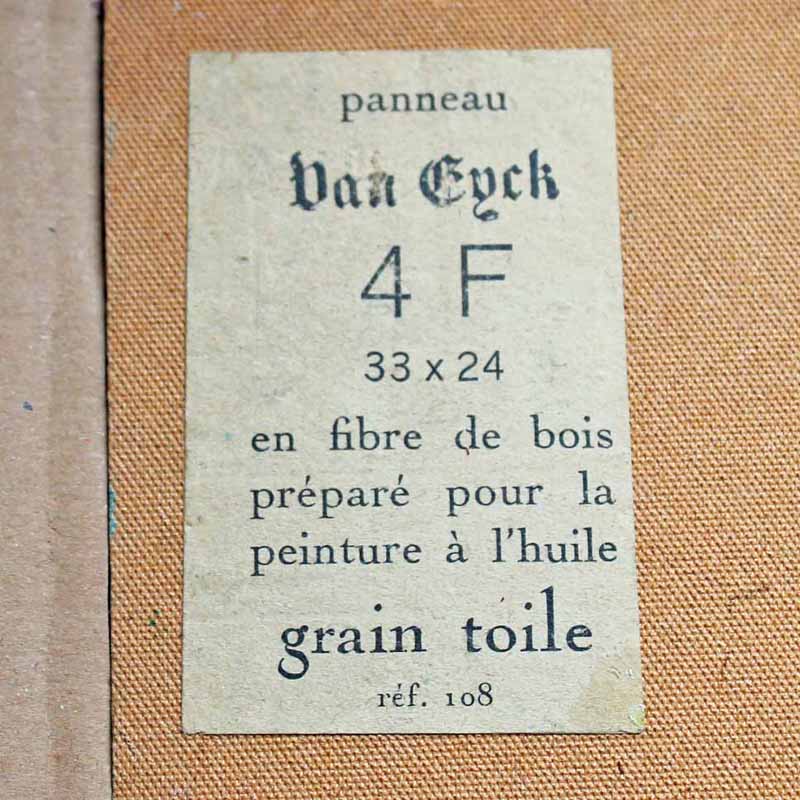 panneau
Van Eyck
4 F
33 x 24
en fibre de bois
préparé pour la
peinture à l'huile
grain toile
réf. 108